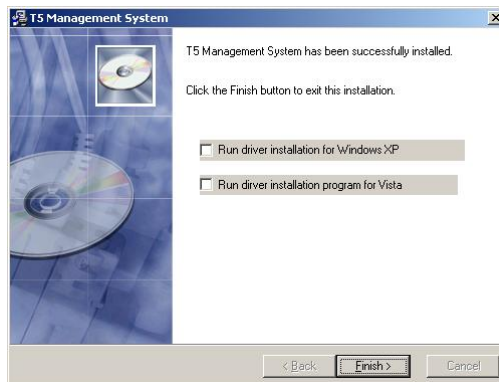 T5 Management System
T5 Management System has been successfully installed.
Click the Finish button to exit this installation.
Run driver installation for Windows XP
Run driver installation program for Vista
< Back
Finish >
Cancel